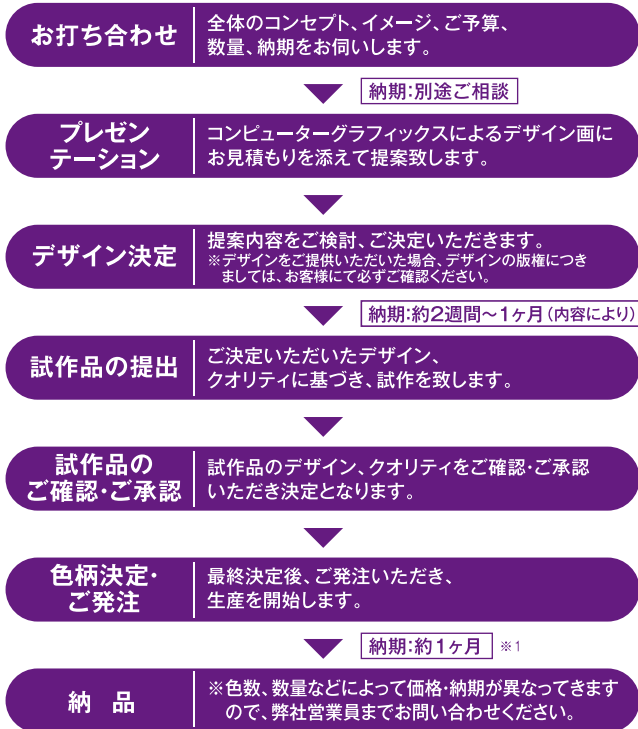 お打ち合わせ
全体のコンセプト、イメージ、ご予算、
数量、納期をお伺いします。
納期:別途ご相談
プレゼン
テーション
コンピューターグラフィックスによるデザイン画に
お見積もりを添えて提案致します。
デザイン決定
提案内容をご検討、ご決定いただきます。
※デザインをご提供いただいた場合、デザインの版権につき
ましては、お客様にて必ずご確認ください。
納期:約2週間〜1ヶ月(内容により)
試作品の提出
ご決定いただいたデザイン、
クオリティに基づき、試作を致します。
試作品の
ご確認・ご承認
試作品のデザイン、クオリティをご確認・ご承認
いただき決定となります。
色柄決定・
ご発注
最終決定後、ご発注いただき、
生産を開始します。
納期:約1ヶ月 ※1
納 品
※色数、数量などによって価格・納期が異なってきます
ので、弊社営業員までお問い合わせください。